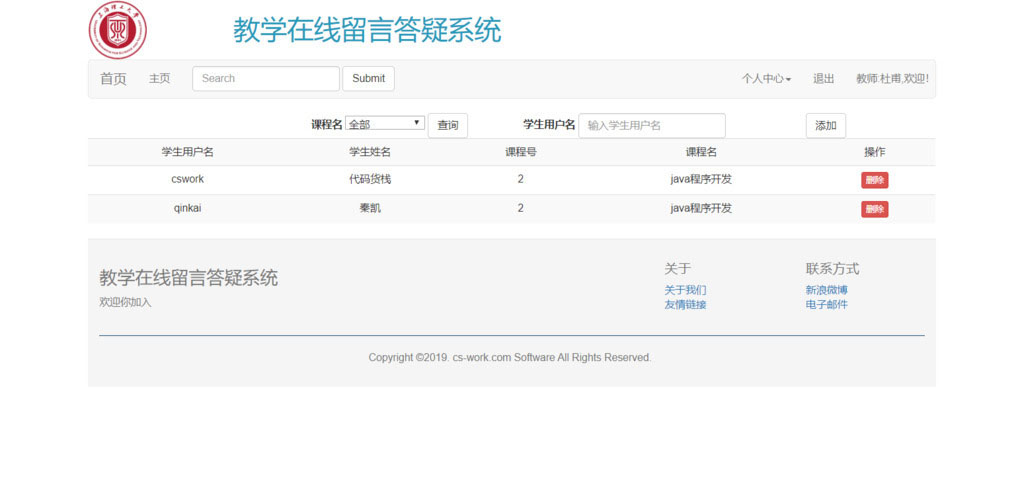 教学在线留言答疑系统
首页 主页 Search Submit 个人中心 退出 教师:杜甫,欢迎!
课程名 全部 查询 学生用户名 输入学生用户名 添加
学生用户名 学生姓名 课程号 课程名 操作
cswork 代码货栈 2 java程序开发 删除
qinkai 秦凯 2 java程序开发 删除
教学在线留言答疑系统
欢迎你加入
关于
关于我们
友情链接
联系方式
新浪微博
电子邮件
Copyright ©2019. cs-work.com Software All Rights Reserved.